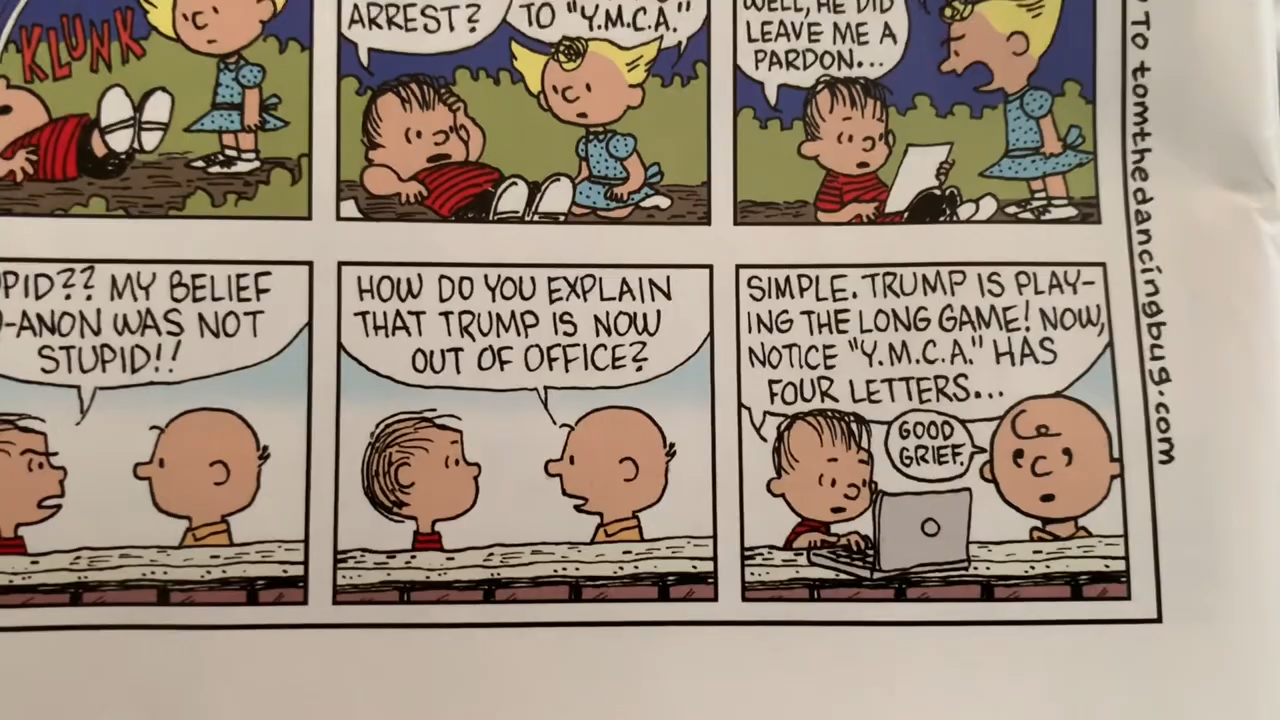 KLUNK
ARREST?
TO "Y.M.C.A."
WELL, HE DID
LEAVE ME A
PARDON...
To tomthedancingbug.com
MY BELIEF
-ANON WAS NOT
STUPID!!
HOW DO YOU EXPLAIN
THAT TRUMP IS NOW
OUT OF OFFICE?
SIMPLE. TRUMP IS PLAY-
ING THE LONG GAME! NOW,
NOTICE "Y.M.C.A." HAS
FOUR LETTERS...
GOOD
GRIEF.